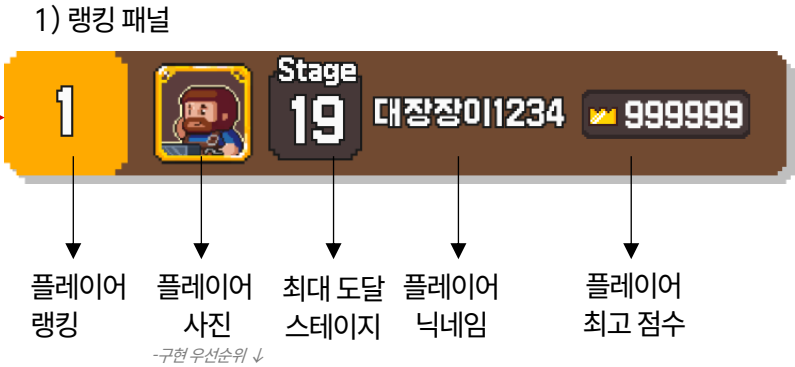 1) 랭킹 패널
1
Stage
19
대장장이1234
999999
플레이어
랭킹
플레이어
사진
-구현 우선순위 ↓
최대 도달
스테이지
플레이어
닉네임
플레이어
최고 점수